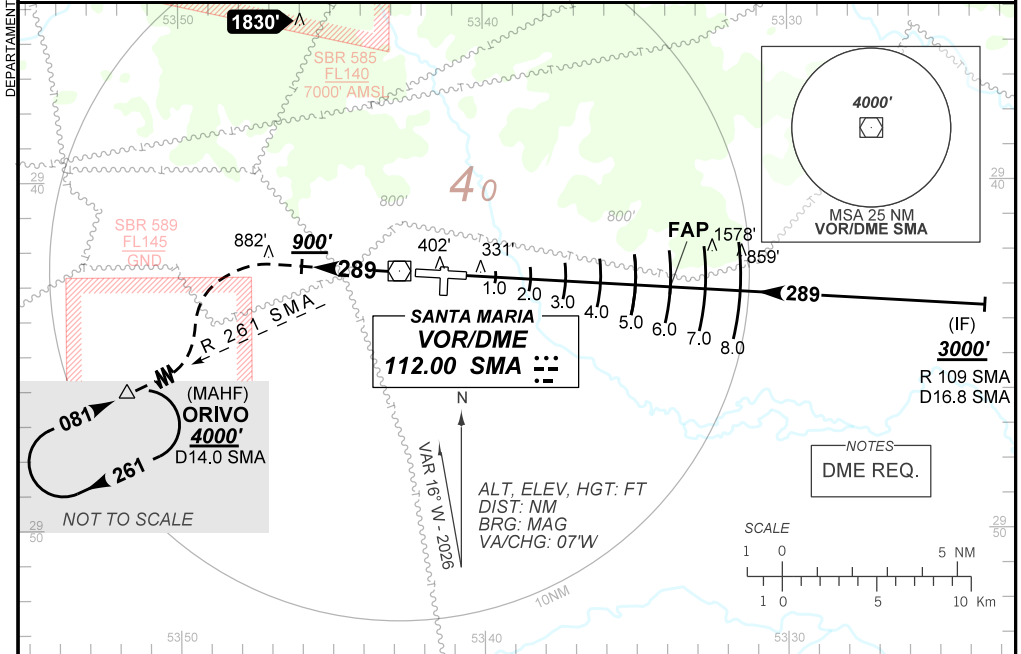 DEPARTAMENT
53 50
53 40
53 30
1830'
SBR 585
FL140
7000' AMSL
4000'
MSA 25 NM
VOR/DME SMA
29
40
29
40
40
800'
800'
SBR 589
FL145
GND
882'
900'
289
402'
331'
FAP
1578'
859'
1.0
2.0
3.0
4.0
5.0
6.0
7.0
8.0
289
(IF)
3000'
R 109 SMA
D16.8 SMA
R 261 SMA
SANTA MARIA
VOR/DME
112.00 SMA
(MAHF)
ORIVO
4000'
D14.0 SMA
081
261
NOT TO SCALE
N
VAR 16° W - 2026
ALT, ELEV, HGT: FT
DIST: NM
BRG: MAG
VA/CHG: 07'W
NOTES
DME REQ.
SCALE
1 0 5 NM
1 0 5 10 Km
29
50
29
50
10NM
53 50
53 40
53 30